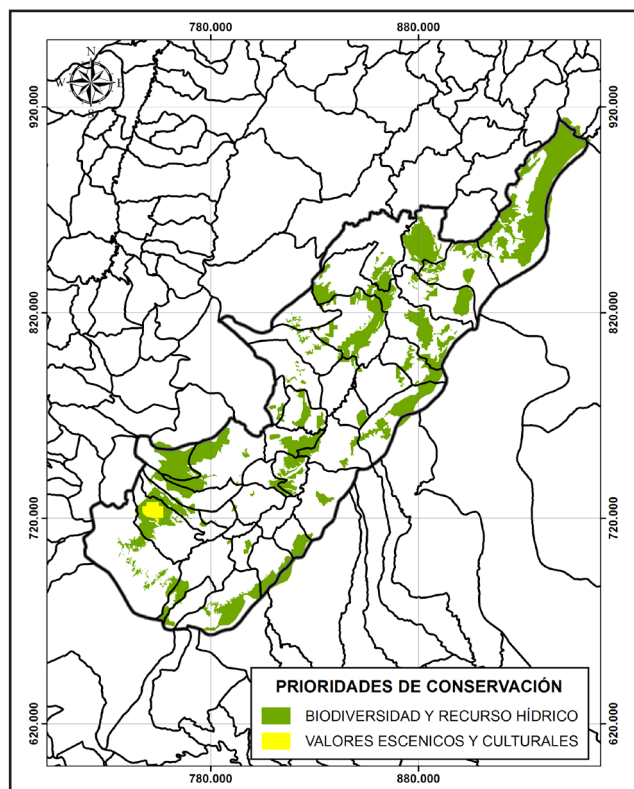 780.000 880.000
N
W E
S
920.000 920.000
820.000 820.000
720.000 720.000
620.000 620.000
PRIORIDADES DE CONSERVACIÓN
BIODIVERSIDAD Y RECURSO HÍDRICO
VALORES ESCENICOS Y CULTURALES
780.000 880.000